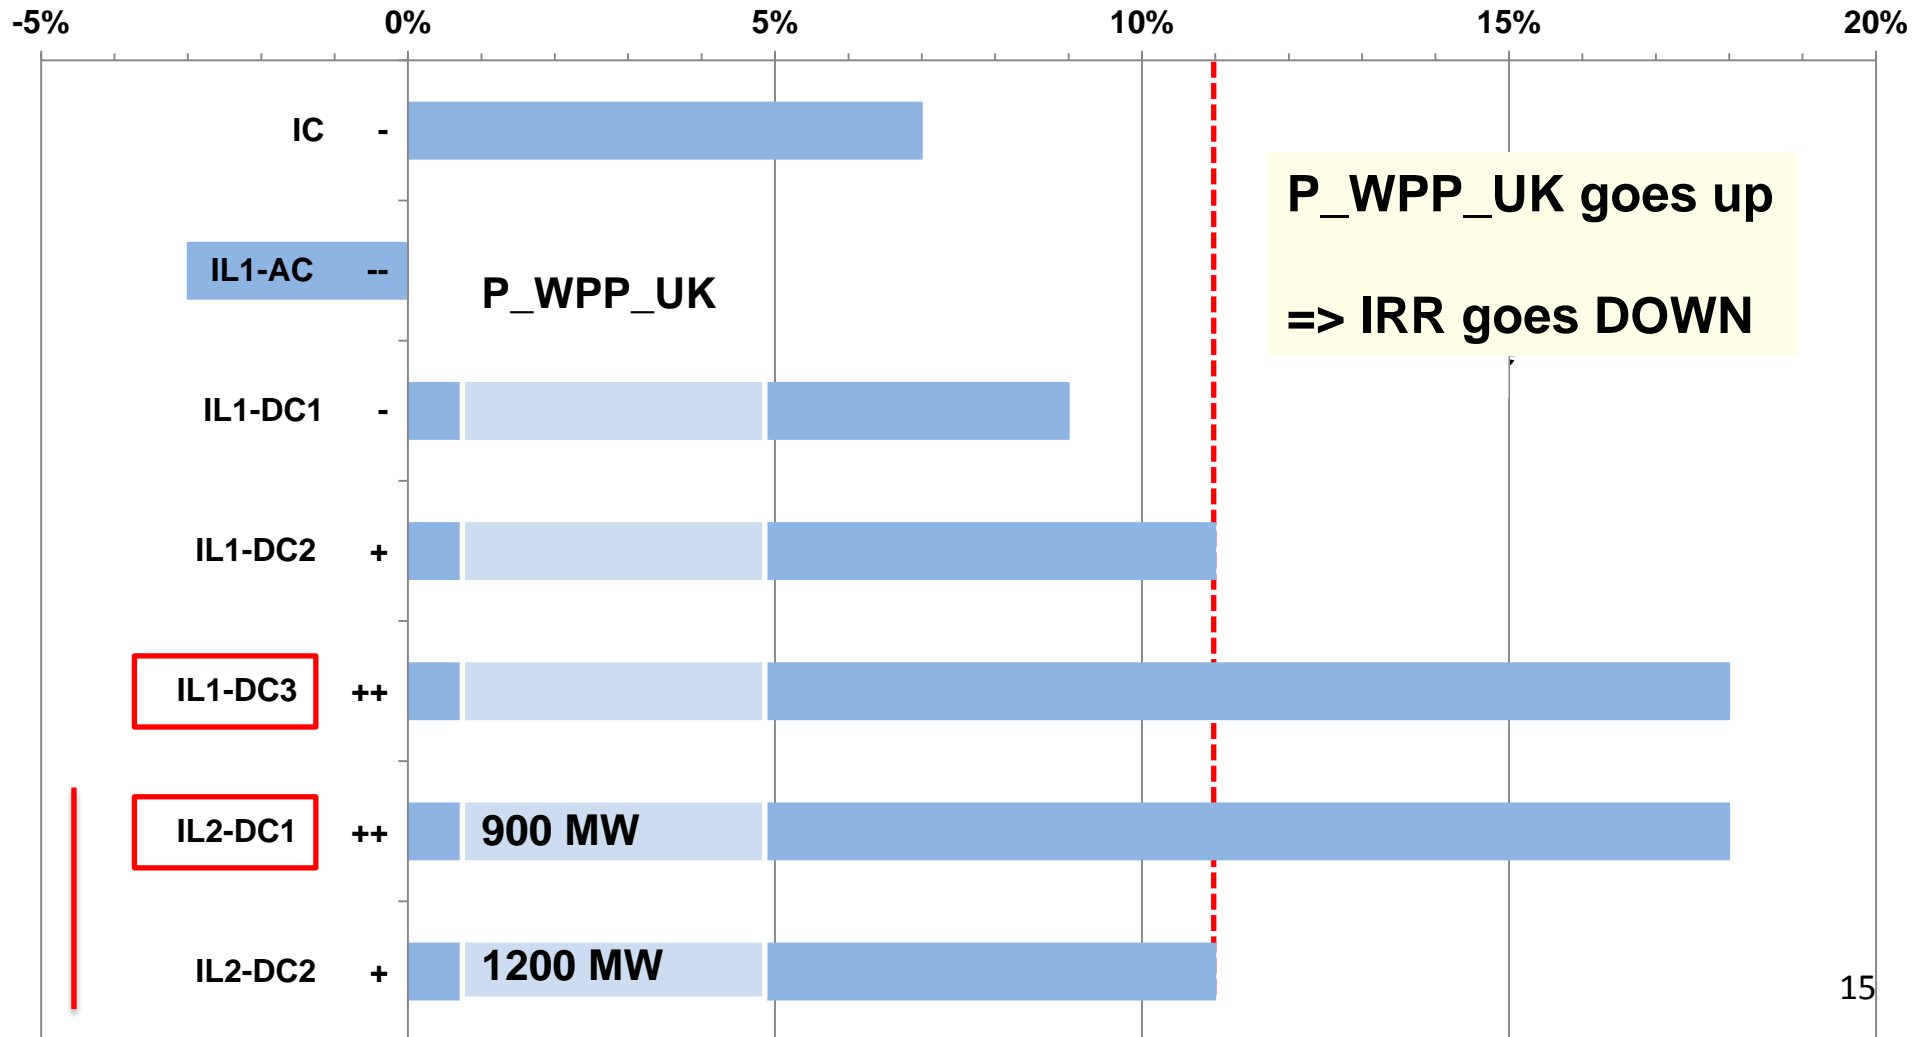 -5% 0% 5% 10% 15% 20%
IC -
P_WPP_UK goes up
IL1-AC --
P_WPP_UK
=> IRR goes DOWN
IL1-DC1 -
IL1-DC2 +
IL1-DC3 ++
IL2-DC1 ++ 900 MW
IL2-DC2 + 1200 MW
15